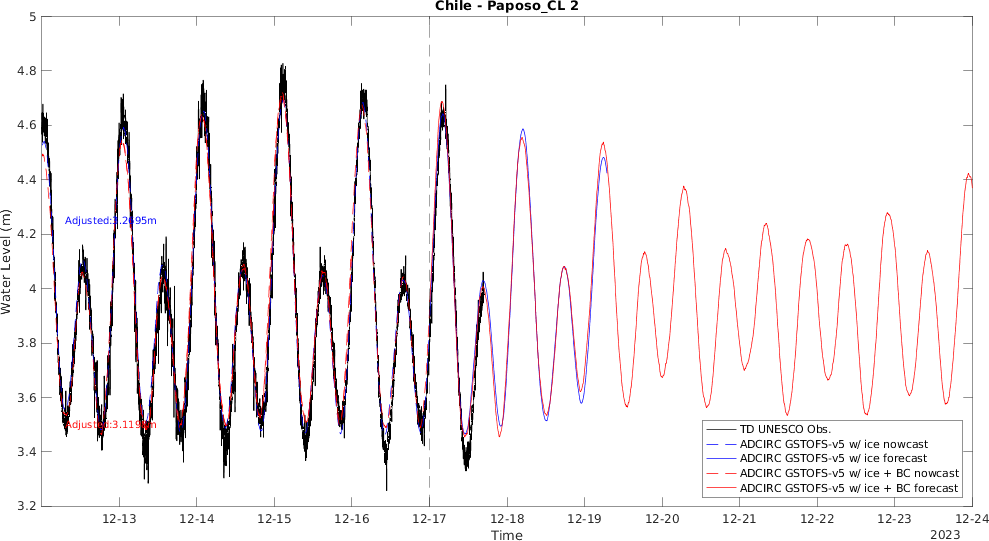 Chile - Paposo_CL 2
5
4.8
4.6
4.4
4.2
4
3.8
3.6
3.4
3.2
Water Level (m)
Adjusted:3.2695m
TD UNESCO Obs.
ADCIRC GSTOFS-v5 w/ ice nowcast
ADCIRC GSTOFS-v5 w/ ice forecast
ADCIRC GSTOFS-v5 w/ ice + BC nowcast
ADCIRC GSTOFS-v5 w/ ice + BC forecast
12-13
12-14
12-15
12-16
12-17
12-18
12-19
12-20
12-21
12-22
12-23
12-24
Time
2023